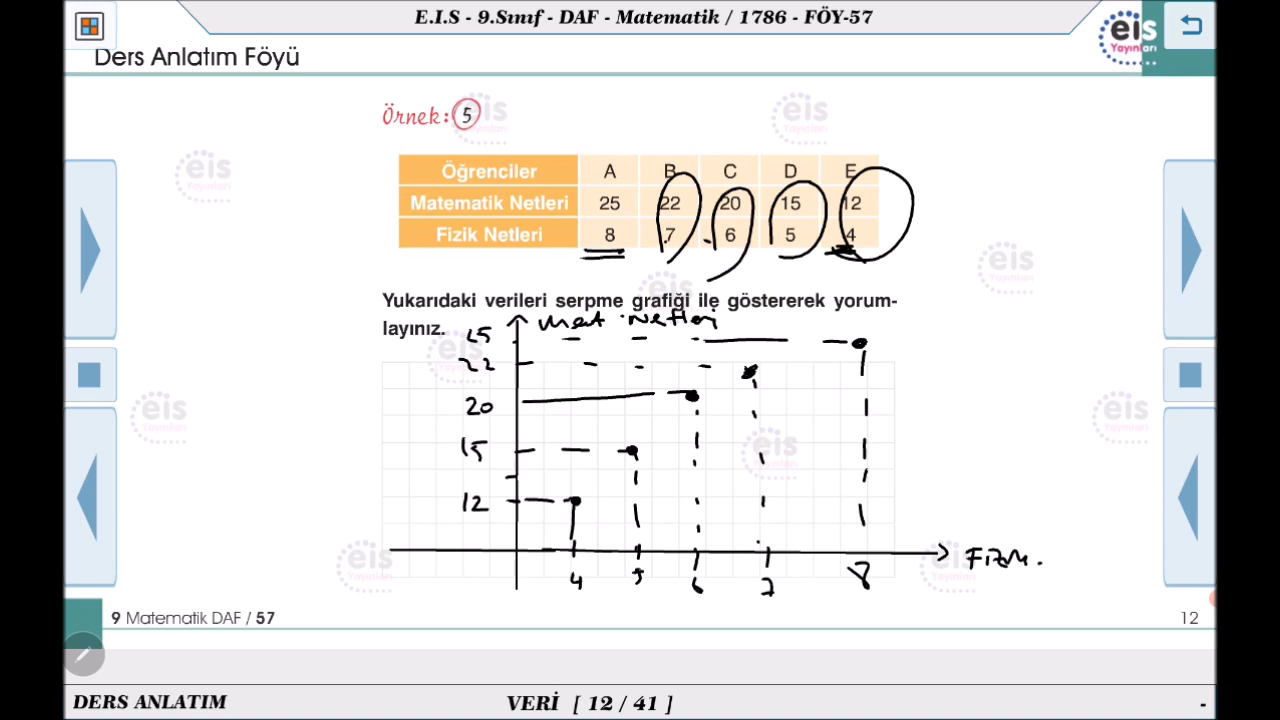 E.I.S - 9.Sınıf - DAF - Matematik / 1786 - FÖY-57
eis
Yayınları
Ders Anlatım Föyü
Örnek: 5
Öğrenciler A B C D E
Matematik Netleri 25 22 20 15 12
Fizik Netleri 8 7 6 5 4
Yukarıdaki verileri serpme grafiği ile göstererek yorum-
layınız.
Mat Netleri
25
22
20
15
12
4 5 6 7 8
Fizik.
9 Matematik DAF / 57
12
DERS ANLATIM
VERİ [ 12 / 41 ]
-